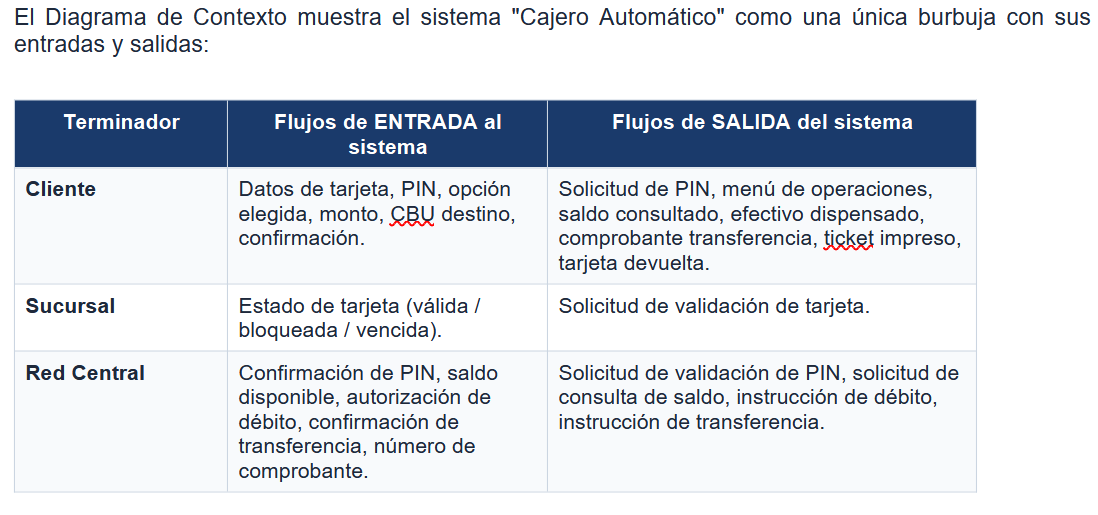 El Diagrama de Contexto muestra el sistema "Cajero Automático" como una única burbuja con sus
entradas y salidas:
Terminador
Flujos de ENTRADA al
sistema
Flujos de SALIDA del sistema
Cliente
Datos de tarjeta, PIN, opción
elegida, monto, CBU destino,
confirmación.
Solicitud de PIN, menú de operaciones,
saldo consultado, efectivo dispensado,
comprobante transferencia, ticket impreso,
tarjeta devuelta.
Sucursal
Estado de tarjeta (válida /
bloqueada / vencida).
Solicitud de validación de tarjeta.
Red Central
Confirmación de PIN, saldo
disponible, autorización de
débito, confirmación de
transferencia, número de
comprobante.
Solicitud de validación de PIN, solicitud de
consulta de saldo, instrucción de débito,
instrucción de transferencia.